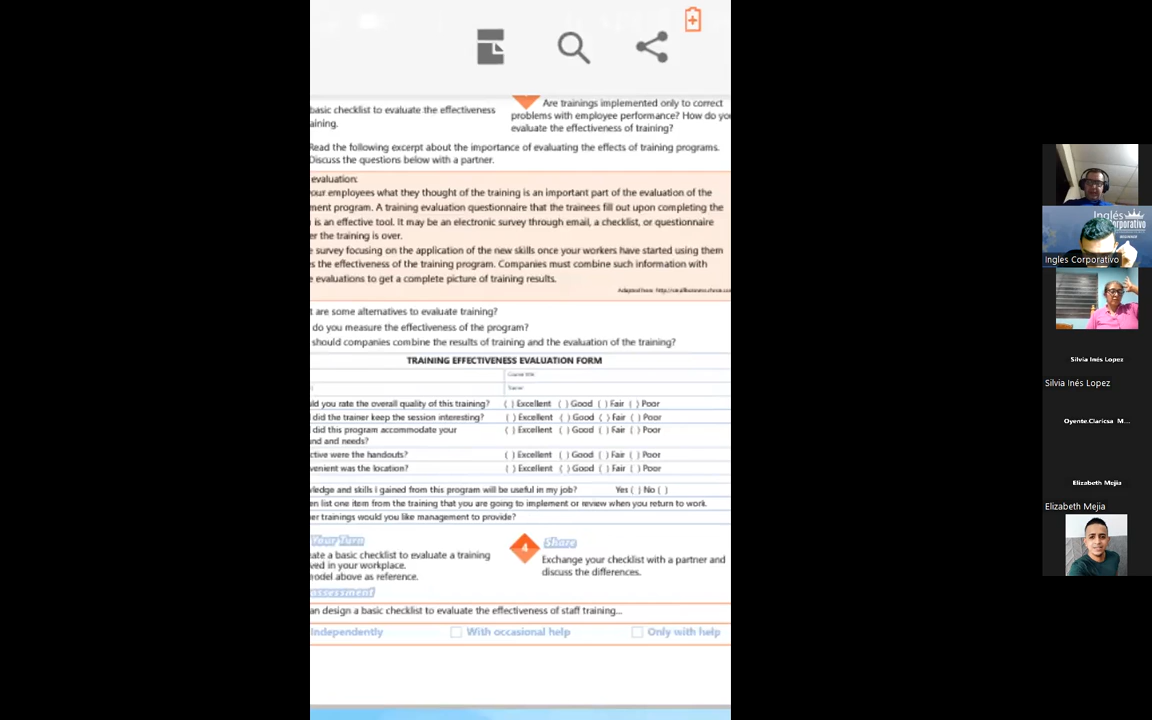 basic checklist to evaluate the effectiveness
aining.
Are trainings implemented only to correct
problems with employee performance? How do you
evaluate the effectiveness of training?
Read the following excerpt about the importance of evaluating the effects of training programs.
Discuss the questions below with a partner.
evaluation:
your employees what they thought of the training is an important part of the evaluation of the
ment program. A training evaluation questionnaire that the trainees fill out upon completing the
is an effective tool. It may be an electronic survey through email, a checklist, or questionnaire
er the training is over.
survey focusing on the application of the new skills once your workers have started using them
s the effectiveness of the training program. Companies must combine such information with
evaluations to get a complete picture of training results.
Adapted from:
t are some alternatives to evaluate training?
do you measure the effectiveness of the program?
should companies combine the results of training and the evaluation of the training?
TRAINING EFFECTIVENESS EVALUATION FORM
ld you rate the overall quality of this training? ( ) Excellent ( ) Good ( ) Fair ( ) Poor
did the trainer keep the session interesting? ( ) Excellent ( ) Good ( ) Fair ( ) Poor
did this program accommodate your ( ) Excellent ( ) Good ( ) Fair ( ) Poor
nd and needs?
ctive were the handouts? ( ) Excellent ( ) Good ( ) Fair ( ) Poor
venient was the location? ( ) Excellent ( ) Good ( ) Fair ( ) Poor
ledge and skills I gained from this program will be useful in my job? Yes ( ) No ( )
en list one item from the training that you are going to implement or review when you return to work.
er trainings would you like management to provide?
Your Turn
ate a basic checklist to evaluate a training
ved in your workplace.
odel above as reference.
4 Share
Exchange your checklist with a partner and
discuss the differences.
assessment
an design a basic checklist to evaluate the effectiveness of staff training...
Independently With occasional help Only with help
Inglés
Corporativo
Ingles Corporativo
Silvia Inés Lopez
Silvia Inés Lopez
Oyente.Claricsa M...
Elizabeth Mejia
Elizabeth Mejia